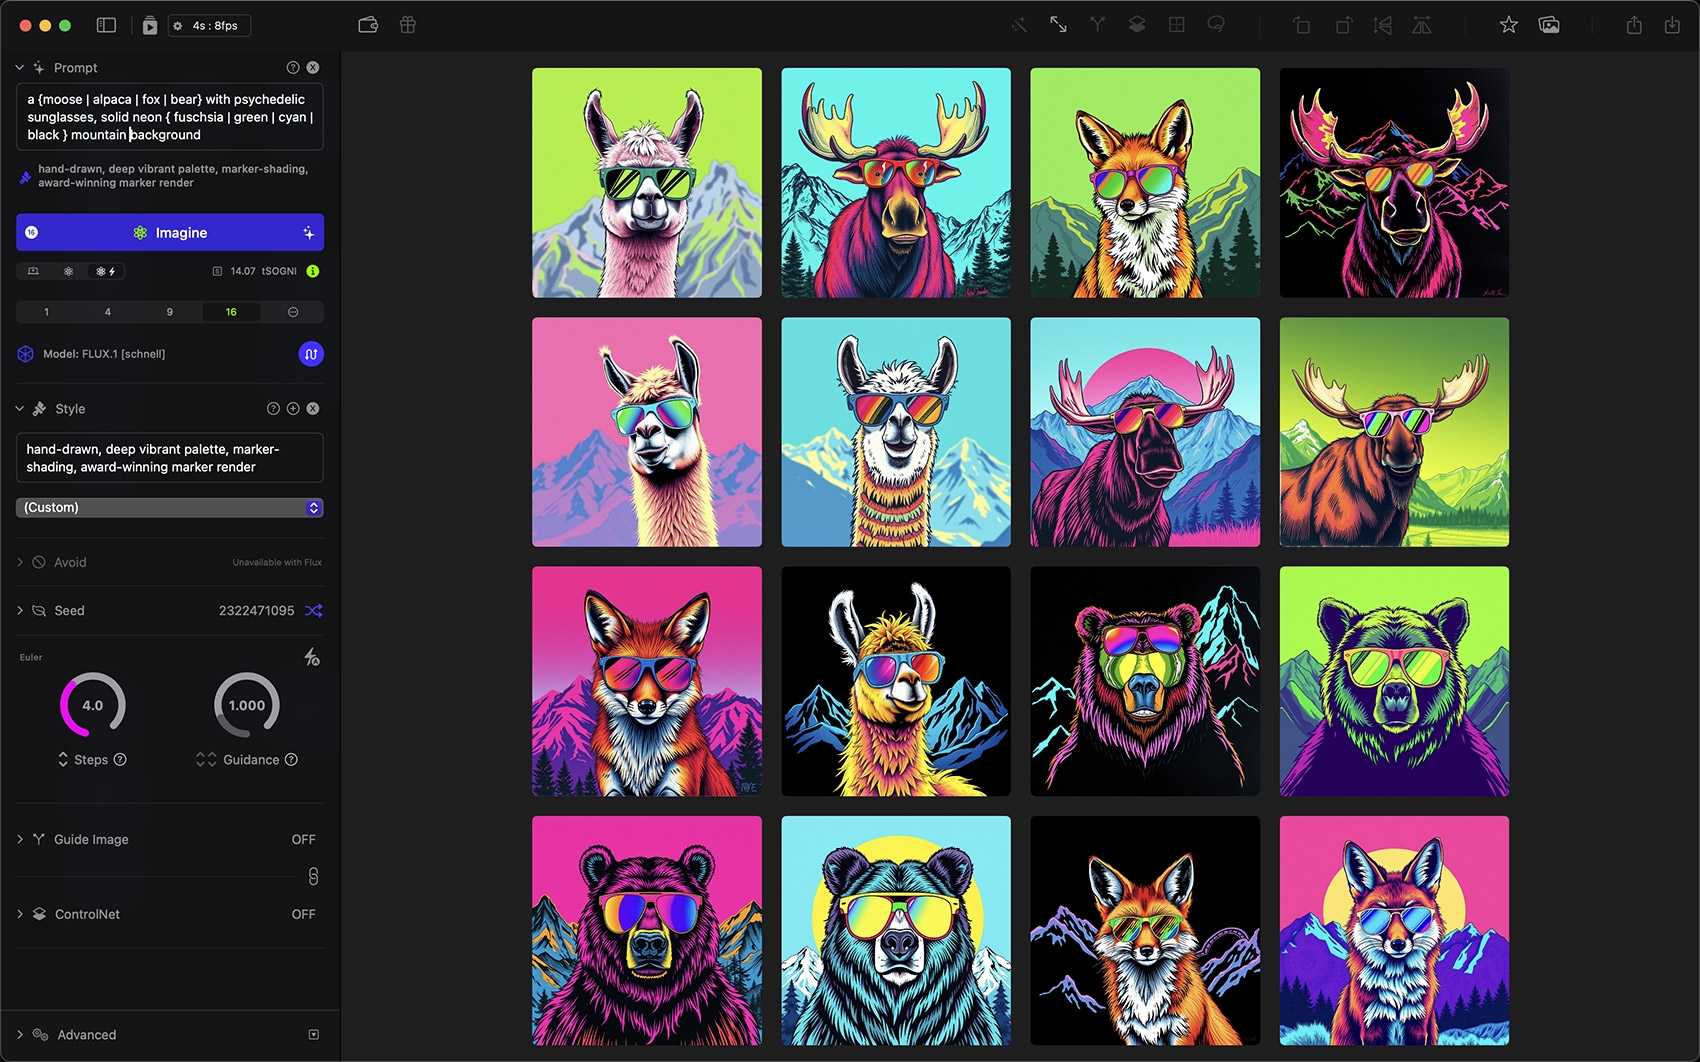 4s : 8fps
Prompt
a {moose | alpaca | fox | bear} with psychedelic
sunglasses, solid neon { fuschsia | green | cyan |
black } mountain background
hand-drawn, deep vibrant palette, marker-shading,
award-winning marker render
16 Imagine
14.07 tSOGNI
1 4 9 16
Model: FLUX.1 [schnell]
Style
hand-drawn, deep vibrant palette, marker-
shading, award-winning marker render
(Custom)
Avoid Unavailable with Flux
Seed 2322471095
Euler
4.0 1.000
Steps Guidance
Guide Image OFF
ControlNet OFF
Advanced